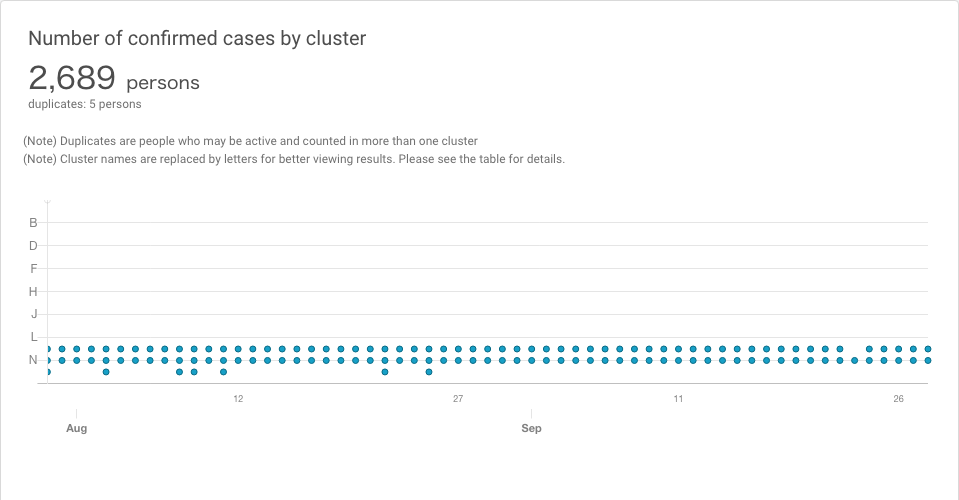 Number of confirmed cases by cluster
2,689 persons
duplicates: 5 persons
(Note) Duplicates are people who may be active and counted in more than one cluster
(Note) Cluster names are replaced by letters for better viewing results. Please see the table for details.
B
D
F
H
J
L
N
12 27 11 26
Aug Sep